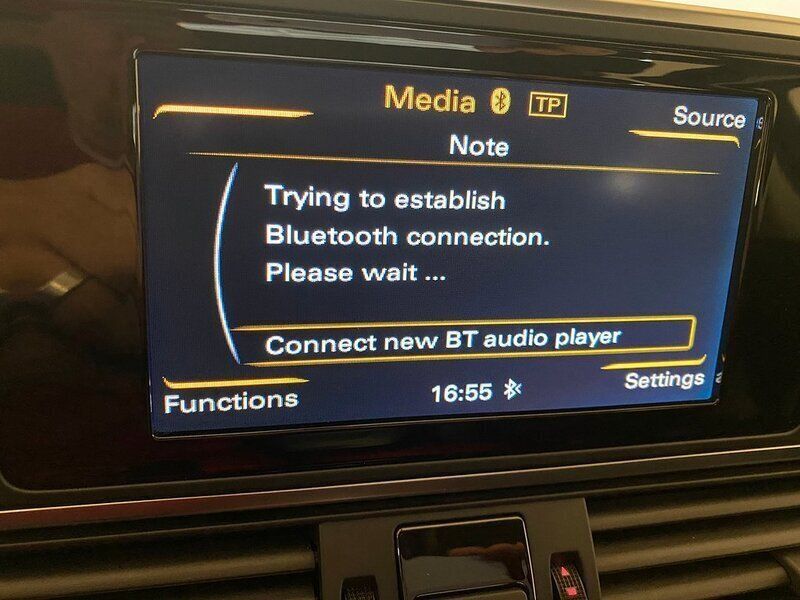 Media TP
Source
Note
Trying to establish
Bluetooth connection.
Please wait ...
Connect new BT audio player
Functions
16:55
Settings